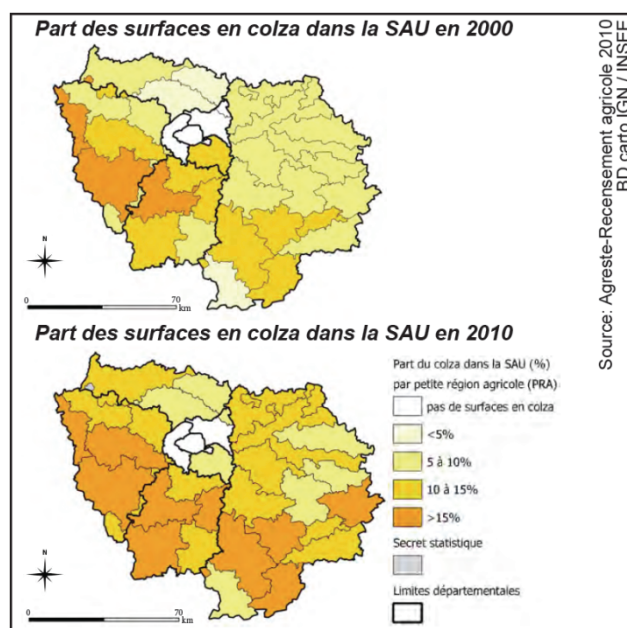 Part des surfaces en colza dans la SAU en 2000
Source: Agreste-Recensement agricole 2010
BD carto IGN / INSEE
N
0
70
km
Part des surfaces en colza dans la SAU en 2010
Part du colza dans la SAU (%)
par petite région agricole (PRA)
pas de surfaces en colza
<5%
5 à 10%
10 à 15%
>15%
Secret statistique
Limites départementales
N
0
70
km